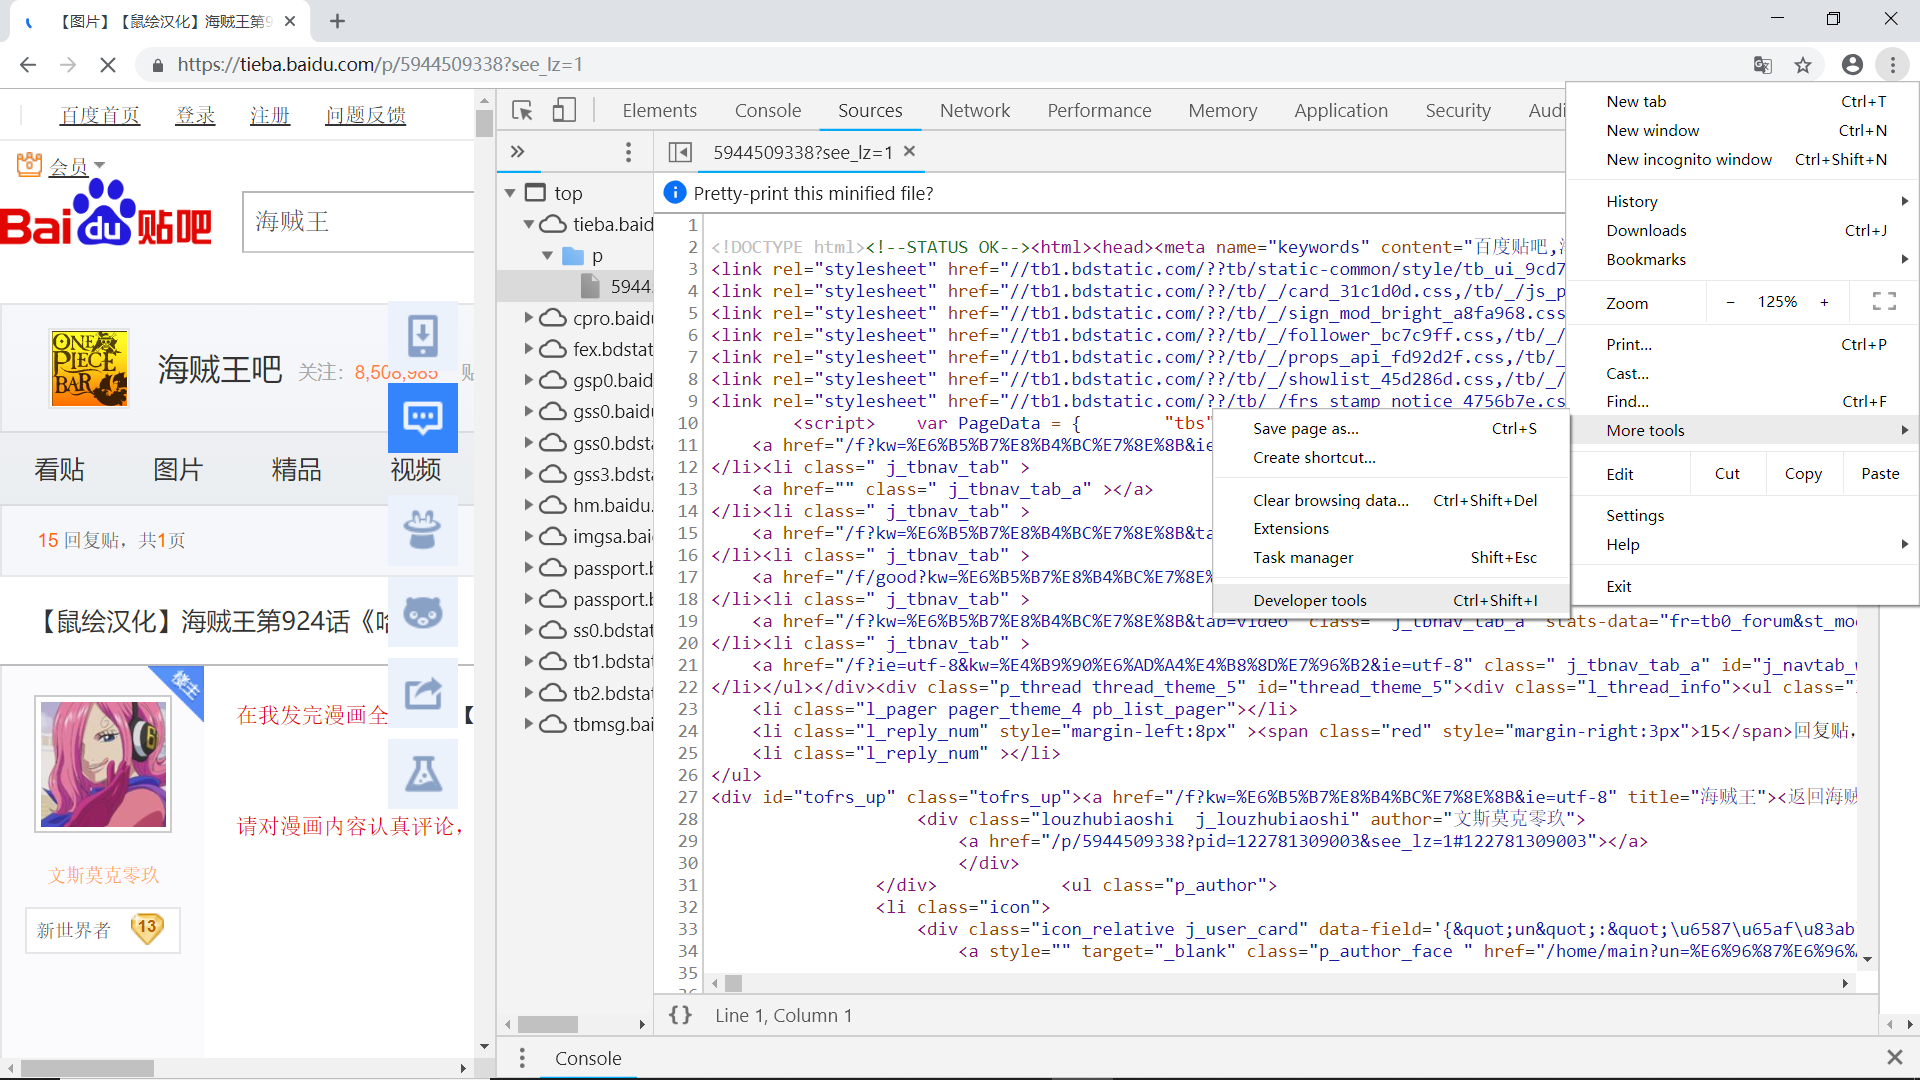 【图片】【鼠绘汉化】海贼王第9
https://tieba.baidu.com/p/5944509338?see_lz=1
百度首页 登录 注册 问题反馈
会员
Bai du 贴吧
海贼王
ONE PIECE BAR
海贼王吧 关注: 8,508,985 贴
看贴 图片 精品 视频
15 回复贴，共1页
【鼠绘汉化】海贼王第924话《哈
楼主
在我发完漫画全 【
请对漫画内容认真评论，
文斯莫克零玖
新世界者 13
Elements Console Sources Network Performance Memory Application Security Audi
5944509338?see_lz=1
top
tieba.baid
p
5944.
cpro.baidu
fex.bdstat
gsp0.baid
gss0.baidu
gss0.bdsta
gss3.bdsta
hm.baidu.
imgsa.bai
passport.b
passport.b
ss0.bdstat
tb1.bdstat
tb2.bdstat
tbmsg.bai
Pretty-print this minified file?
1
2 <!DOCTYPE html><!--STATUS OK--><html><head><meta name="keywords" content="百度贴吧,海
3 <link rel="stylesheet" href="//tb1.bdstatic.com/??tb/static-common/style/tb_ui_9cd7
4 <link rel="stylesheet" href="//tb1.bdstatic.com/??/tb/_/card_31c1d0d.css,/tb/_/js_p
5 <link rel="stylesheet" href="//tb1.bdstatic.com/??/tb/_/sign_mod_bright_a8fa968.css
6 <link rel="stylesheet" href="//tb1.bdstatic.com/??/tb/_/follower_bc7c9ff.css,/tb/_/
7 <link rel="stylesheet" href="//tb1.bdstatic.com/??/tb/_/props_api_fd92d2f.css,/tb/_
8 <link rel="stylesheet" href="//tb1.bdstatic.com/??/tb/_/showlist_45d286d.css,/tb/_/
9 <link rel="stylesheet" href="//tb1.bdstatic.com/??/tb/_/frs_stamp_notice_4756b7e.cs
10 <script> var PageData = { "tbs"
11 <a href="/f?kw=%E6%B5%B7%E8%B4%BC%E7%8E%8B&ie
12 </li><li class=" j_tbnav_tab" >
13 <a href="" class=" j_tbnav_tab_a" ></a>
14 </li><li class=" j_tbnav_tab" >
15 <a href="/f?kw=%E6%B5%B7%E8%B4%BC%E7%8E%8B&ta
16 </li><li class=" j_tbnav_tab" >
17 <a href="/f/good?kw=%E6%B5%B7%E8%B4%BC%E7%8E%
18 </li><li class=" j_tbnav_tab" >
19 <a href="/f?kw=%E6%B5%B7%E8%B4%BC%E7%8E%8B&tab=video" class=" j_tbnav_tab_a" stats-data="fr=tb0_forum&st_mo
20 </li><li class=" j_tbnav_tab" >
21 <a href="/f?ie=utf-8&kw=%E4%B9%90%E6%AD%A4%E4%B8%8D%E7%96%B2&ie=utf-8" class=" j_tbnav_tab_a" id="j_navtab_w
22 </li></ul></div><div class="p_thread thread_theme_5" id="thread_theme_5"><div class="l_thread_info"><ul class="
23 <li class="l_pager pager_theme_4 pb_list_pager"></li>
24 <li class="l_reply_num" style="margin-left:8px" ><span class="red" style="margin-right:3px">15</span>回复贴，
25 <li class="l_reply_num" ></li>
26 </ul>
27 <div id="tofrs_up" class="tofrs_up"><a href="/f?kw=%E6%B5%B7%E8%B4%BC%E7%8E%8B&ie=utf-8" title="海贼王"><返回海贼
28 <div class="louzhubiaoshi j_louzhubiaoshi" author="文斯莫克零玖">
29 <a href="/p/5944509338?pid=122781309003&see_lz=1#122781309003"></a>
30 </div>
31 </div> <ul class="p_author">
32 <li class="icon">
33 <div class="icon_relative j_user_card" data-field='{&quot;un&quot;:&quot;\u6587\u65af\u83ab
34 <a style="" target="_blank" class="p_author_face " href="/home/main?un=%E6%96%87%E6%96%
35
{} Line 1, Column 1
Console
New tab Ctrl+T
New window Ctrl+N
New incognito window Ctrl+Shift+N
History
Downloads Ctrl+J
Bookmarks
Zoom - 125% +
Print... Ctrl+P
Cast...
Find... Ctrl+F
More tools
Edit Cut Copy Paste
Settings
Help
Exit
Save page as... Ctrl+S
Create shortcut...
Clear browsing data... Ctrl+Shift+Del
Extensions
Task manager Shift+Esc
Developer tools Ctrl+Shift+I